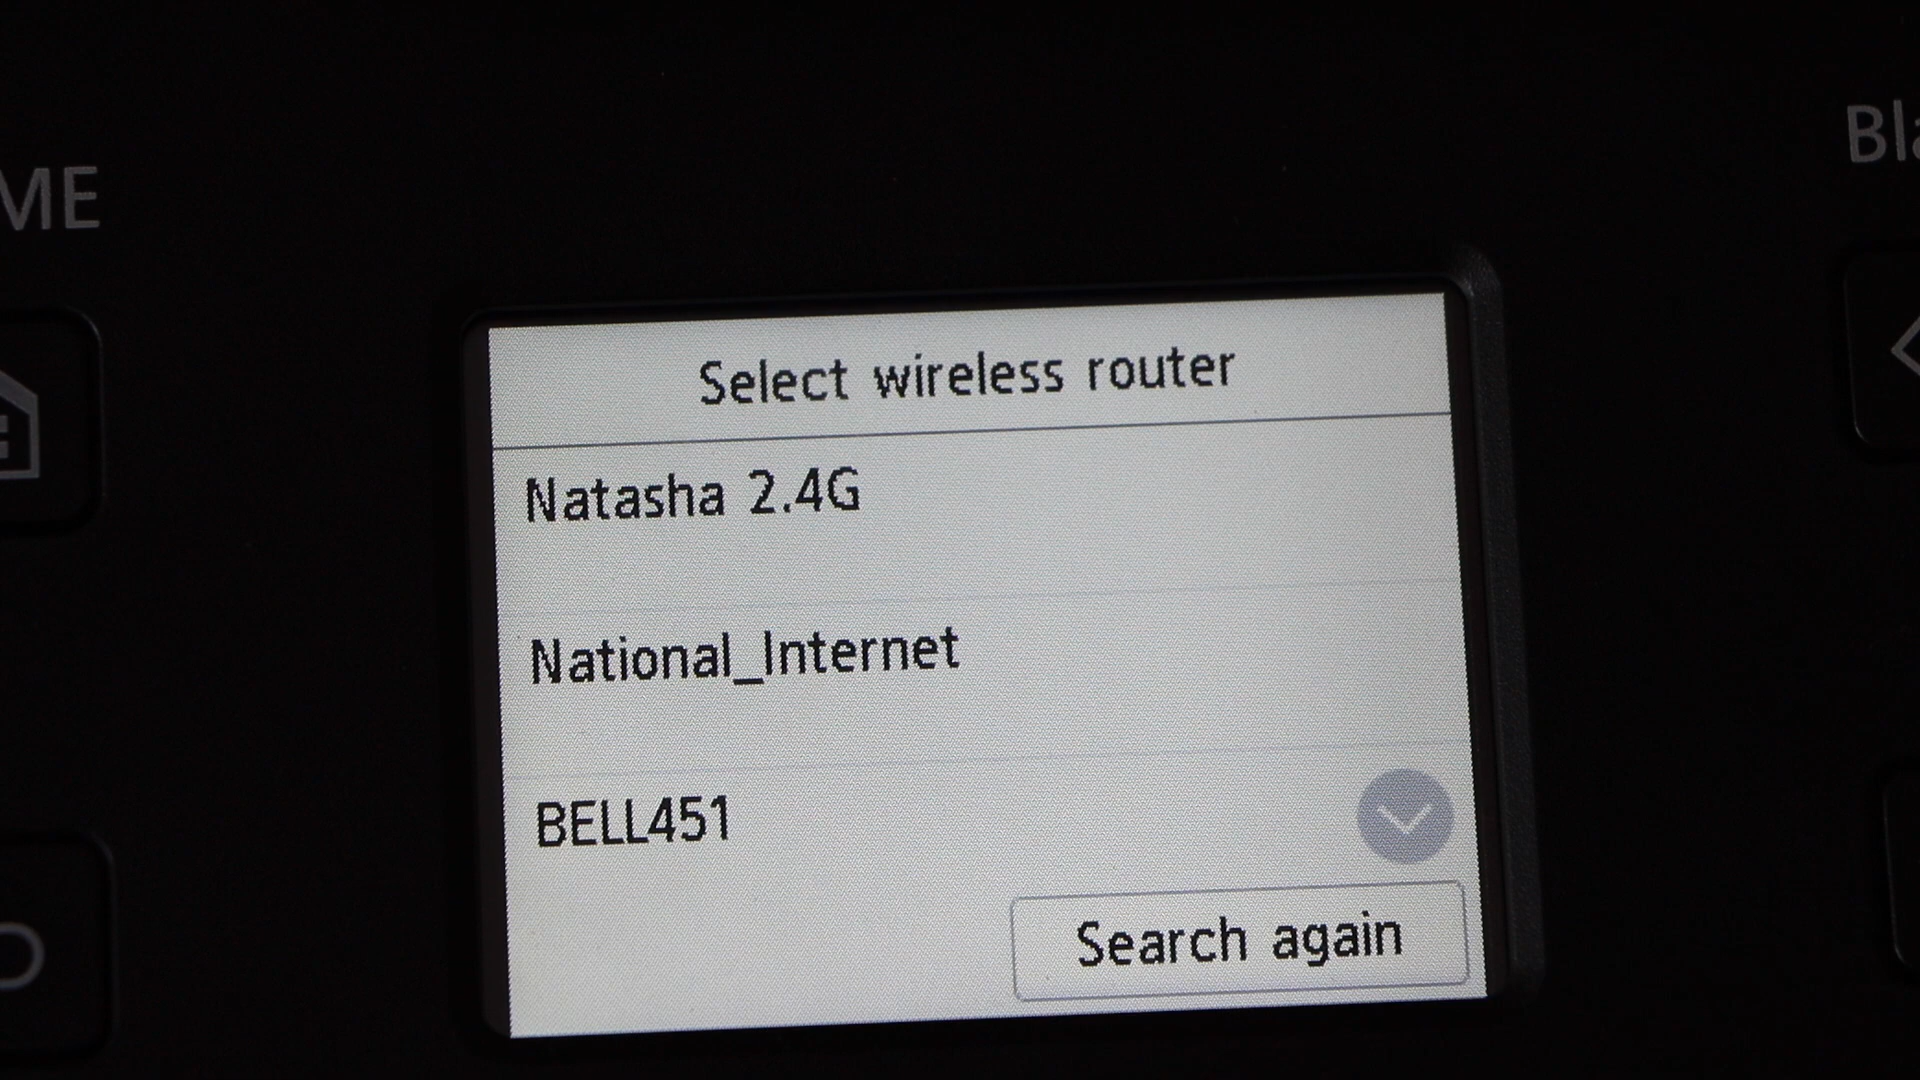 Select wireless router
Natasha 2.4G
National_Internet
BELL451
Search again